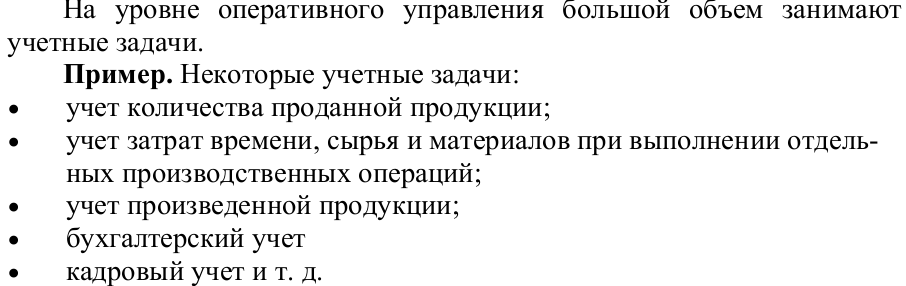 На уровне оперативного управления большой объем занимают
учетные задачи.
Пример. Некоторые учетные задачи:
• учет количества проданной продукции;
• учет затрат времени, сырья и материалов при выполнении отдель-
ных производственных операций;
• учет произведенной продукции;
• бухгалтерский учет
• кадровый учет и т. д.